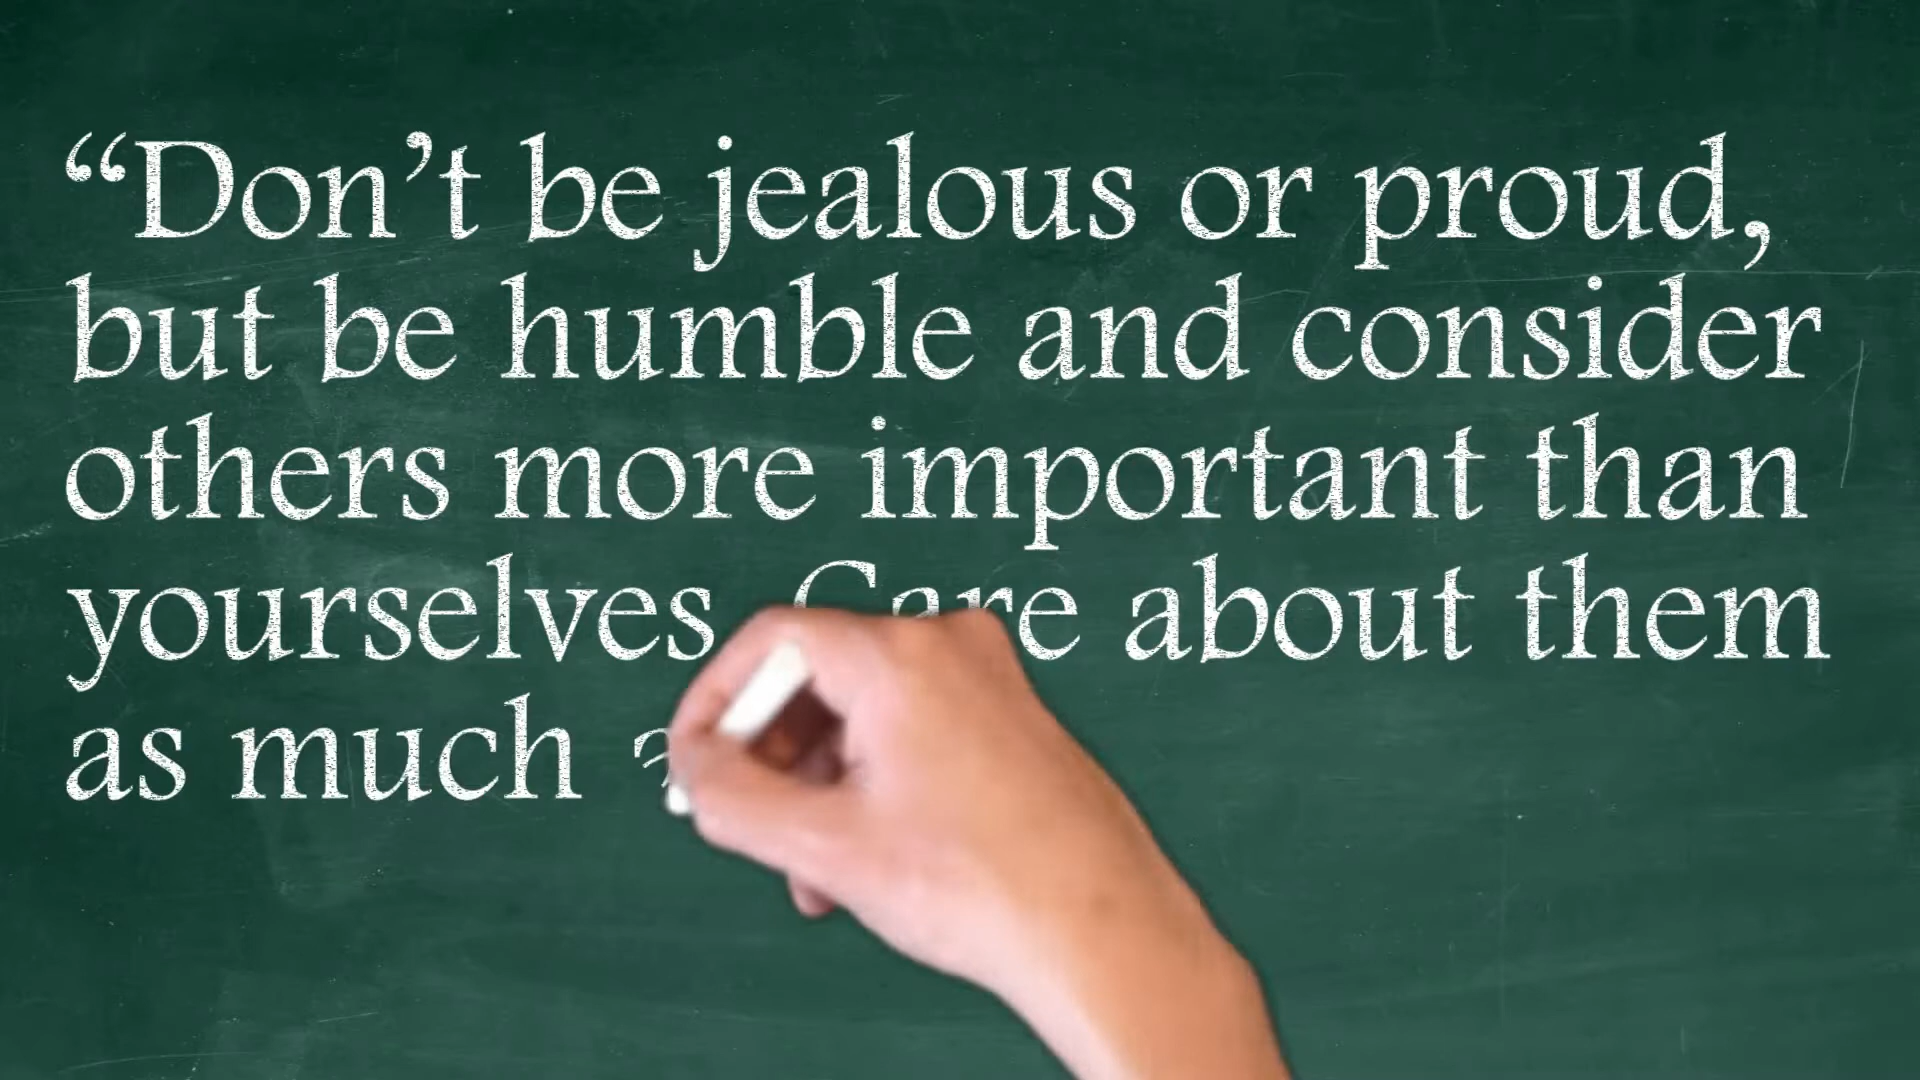 “Don’t be jealous or proud,
but be humble and consider
others more important than
yourselves Care about them
as much a